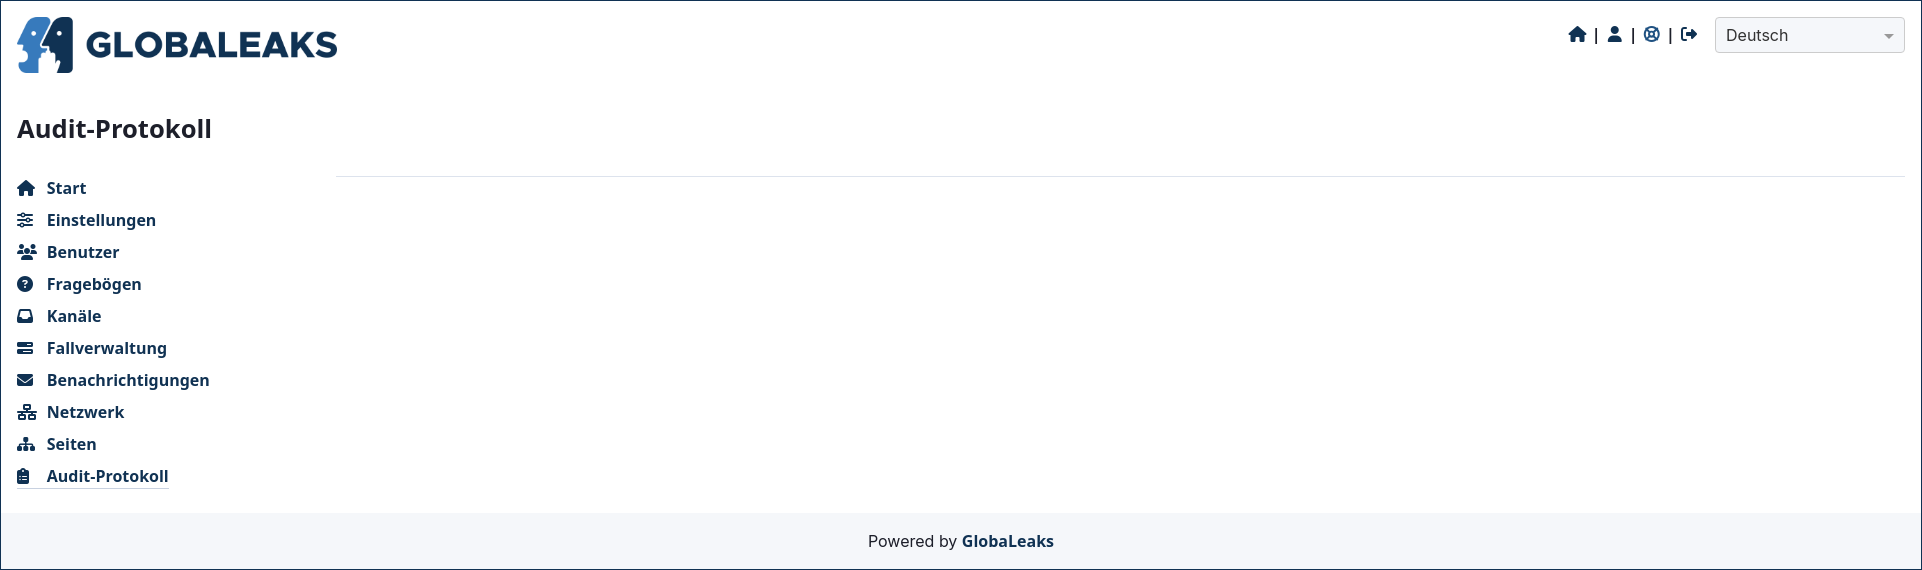 GLOBALEAKS
| | |
Deutsch
Audit-Protokoll
Start
Einstellungen
Benutzer
Fragebögen
Kanäle
Fallverwaltung
Benachrichtigungen
Netzwerk
Seiten
Audit-Protokoll
Powered by GlobaLeaks